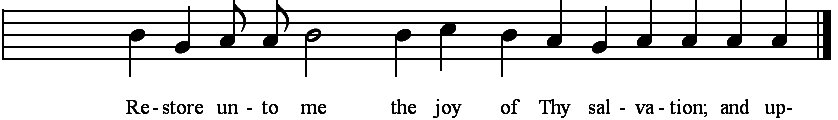 Re-store un-to me the joy of Thy sal-va-tion; and up-